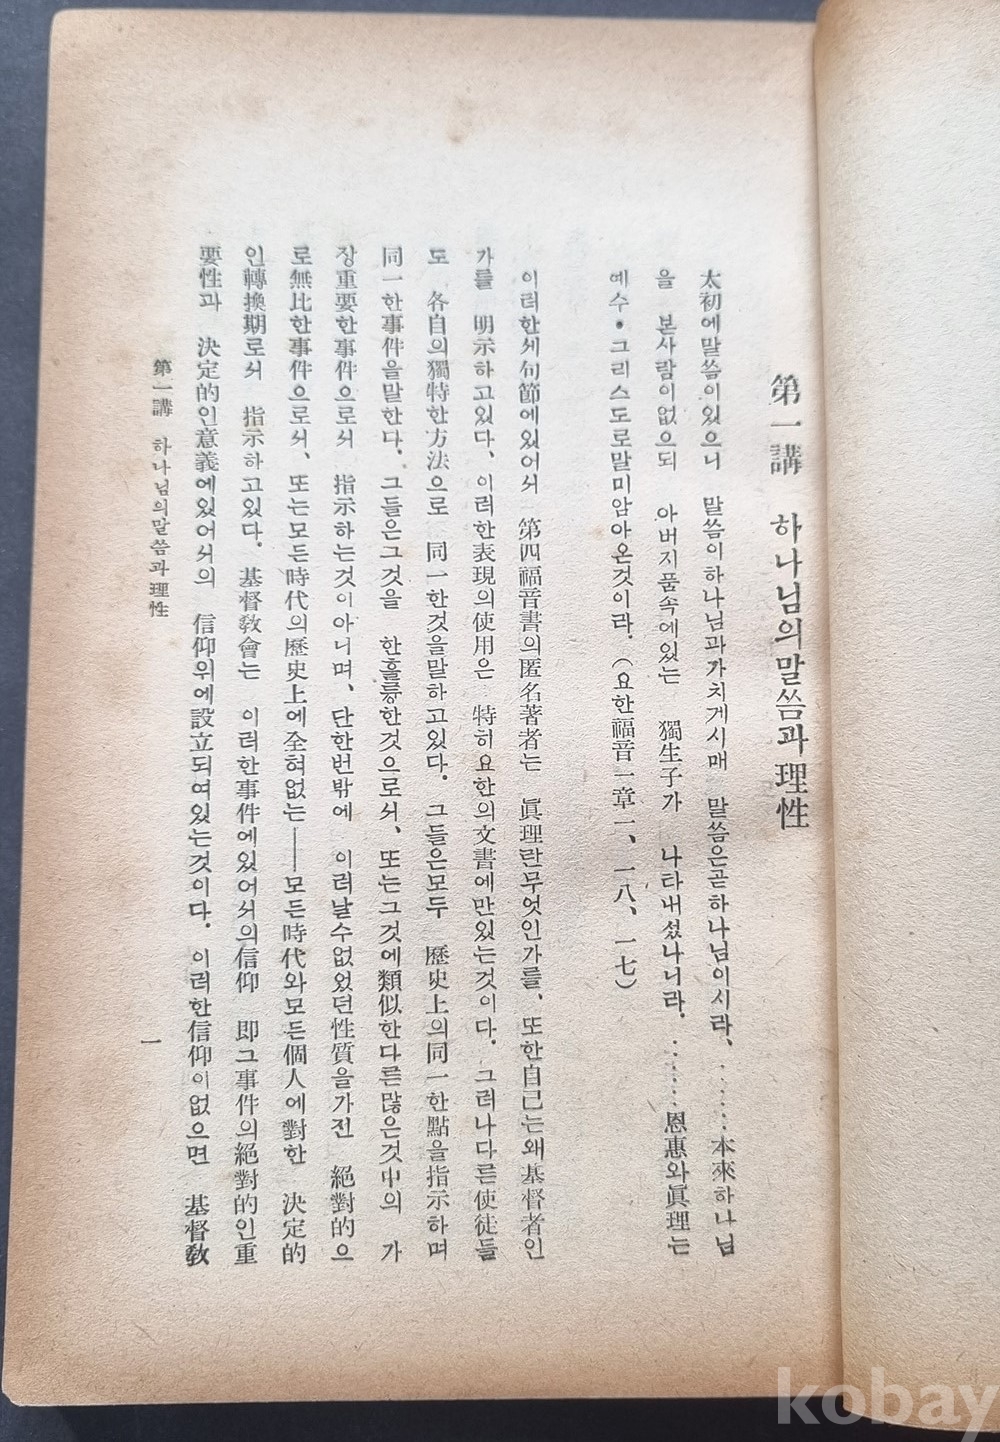 第一講 하나님의말씀과理性
太初에말씀이있으니 말씀이하나님과가치게시매 말씀은곧하나님이시라、……本來하나님
을 본사람이없으되 아버지품속에있는 獨生子가 나타내셨나니라. ……恩惠와眞理는
예수•그리스도로말미암아온것이라. (요한福音一章一、一八、一七)
이러한세句節에있어서 第四福音書의匿名著者는 眞理란무엇인가를、또한自己는왜基督者인
가를 明示하고있다、이러한表現의使用은 特히요한의文書에만있는것이다. 그러나다른使徒들
도 各自의獨特한方法으로 同一한것을말하고있다. 그들은모두 歷史上의同一한點을指示하며
同一한事件을말한다. 그들은그것을 한훌륭한것으로서、또는그것에類似한다른많은것中의 가
장重要한事件으로서 指示하는것이아니며、단한번밖에 이러날수없었던性質을가전 絕對的으
로無比한事件으로서、또는모든時代의歷史上에全혀없는——모든時代와모든個人에對한 決定的
인轉換期로서 指示하고있다. 基督敎會는 이러한事件에있어서의信仰 即그事件의絕對的인重
要性과 決定的인意義에있어서의 信仰위에設立되여있는것이다. 이러한信仰이없으면 基督敎
第一講 하나님의말씀과理性
一
kobay